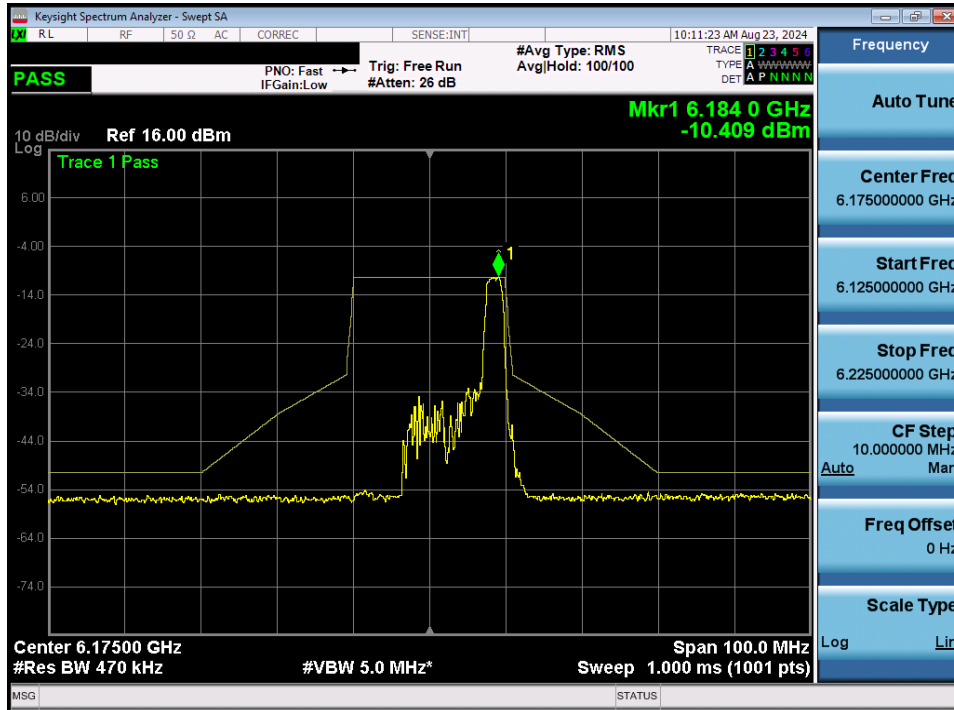 Keysight Spectrum Analyzer - Swept SA
LXI RL RF 50 Ω AC CORREC SENSE:INT 10:11:23 AM Aug 23, 2024
PASS
PNO: Fast
IFGain:Low
Trig: Free Run
#Atten: 26 dB
#Avg Type: RMS
Avg|Hold: 100/100
TRACE 1 2 3 4 5 6
TYPE A WWWWW
DET A P N N N N
Mkr1 6.184 0 GHz
-10.409 dBm
10 dB/div Ref 16.00 dBm
Log
Trace 1 Pass
1
6.00
-4.00
-14.0
-24.0
-34.0
-44.0
-54.0
-64.0
-74.0
Center 6.17500 GHz Span 100.0 MHz
#Res BW 470 kHz #VBW 5.0 MHz* Sweep 1.000 ms (1001 pts)
MSG STATUS
Frequency
Auto Tune
Center Freq
6.175000000 GHz
Start Freq
6.125000000 GHz
Stop Freq
6.225000000 GHz
CF Step
10.000000 MHz
Auto Man
Freq Offset
0 Hz
Scale Type
Log Lin